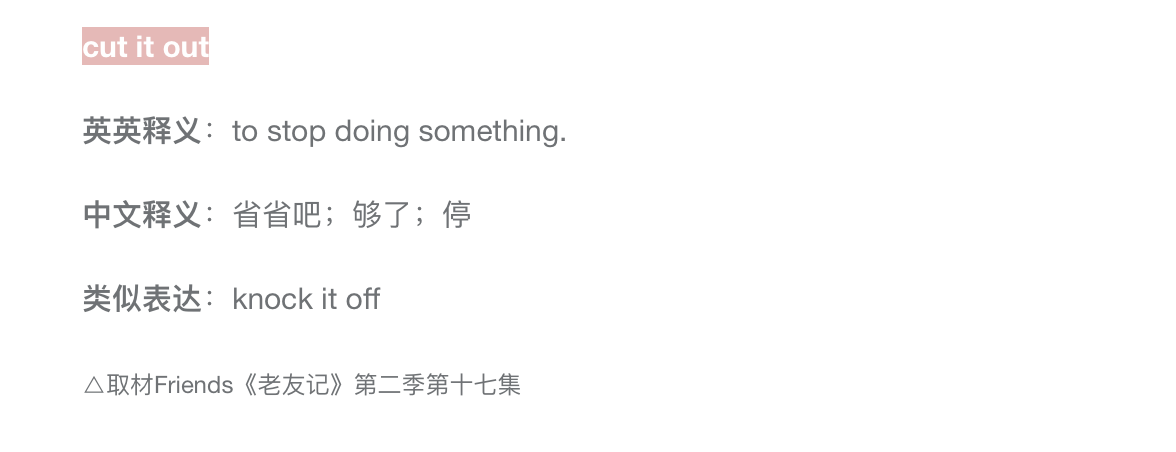 cut it out
英英释义：to stop doing something.
中文释义：省省吧；够了；停
类似表达：knock it off
△取材Friends《老友记》第二季第十七集